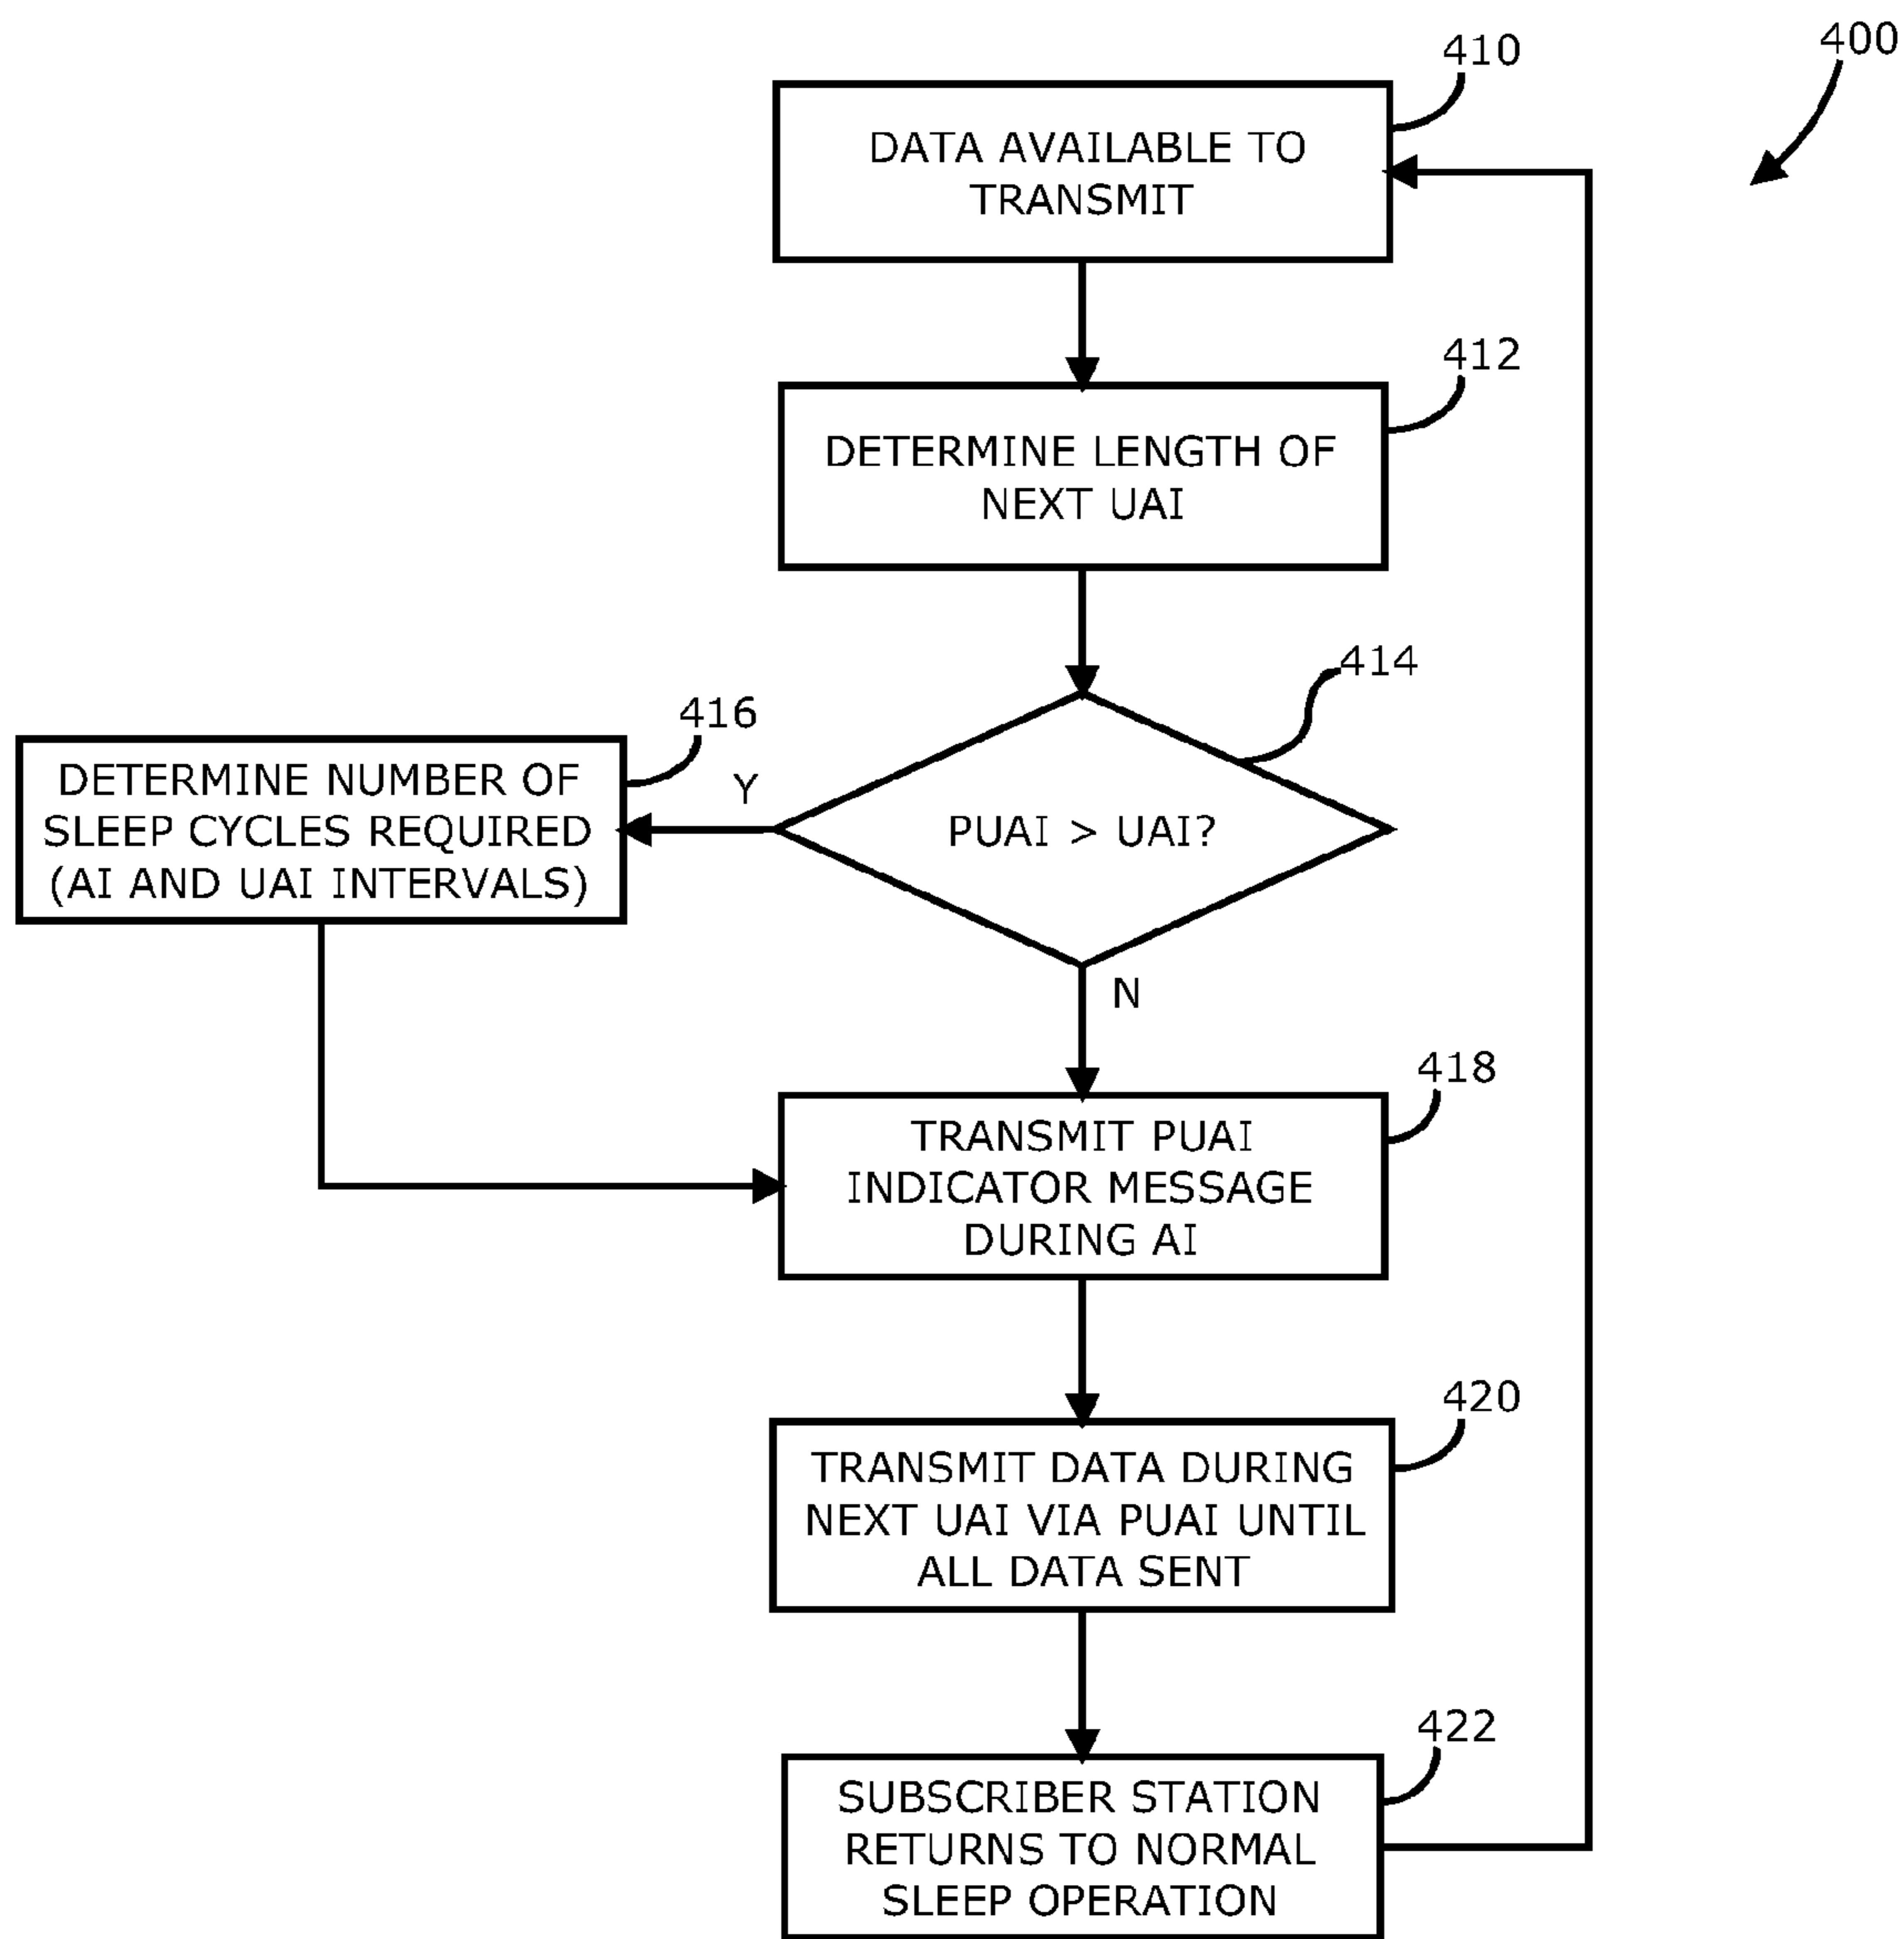 400
410
DATA AVAILABLE TO
TRANSMIT
412
DETERMINE LENGTH OF
NEXT UAI
414
PUAI > UAI?
Y
N
416
DETERMINE NUMBER OF
SLEEP CYCLES REQUIRED
(AI AND UAI INTERVALS)
418
TRANSMIT PUAI
INDICATOR MESSAGE
DURING AI
420
TRANSMIT DATA DURING
NEXT UAI VIA PUAI UNTIL
ALL DATA SENT
422
SUBSCRIBER STATION
RETURNS TO NORMAL
SLEEP OPERATION